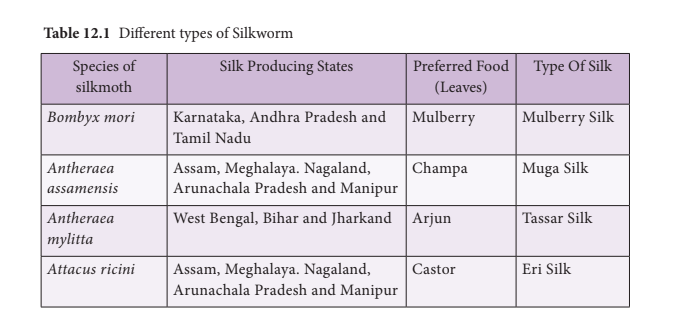 Table 12.1 Different types of Silkworm
Species of silkmoth | Silk Producing States | Preferred Food (Leaves) | Type Of Silk
Bombyx mori | Karnataka, Andhra Pradesh and Tamil Nadu | Mulberry | Mulberry Silk
Antheraea assamensis | Assam, Meghalaya. Nagaland, Arunachala Pradesh and Manipur | Champa | Muga Silk
Antheraea mylitta | West Bengal, Bihar and Jharkand | Arjun | Tassar Silk
Attacus ricini | Assam, Meghalaya. Nagaland, Arunachala Pradesh and Manipur | Castor | Eri Silk